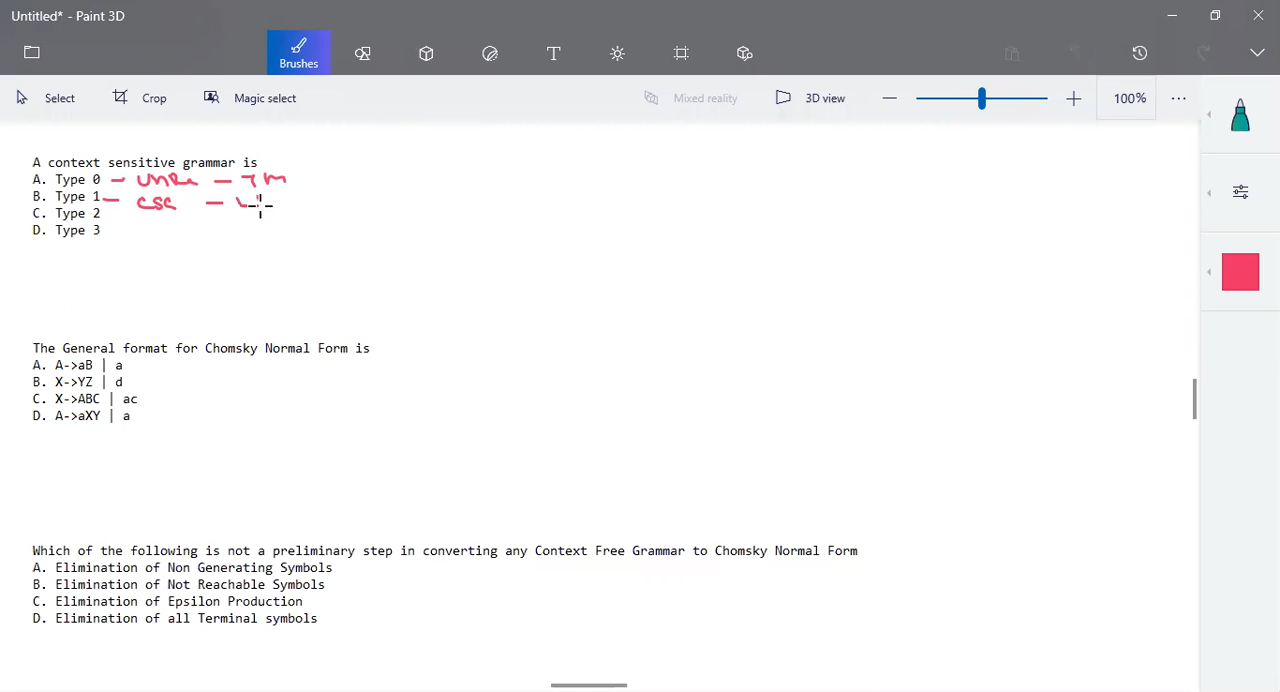 Untitled* - Paint 3D
Brushes
Select Crop Magic select Mixed reality 3D view 100%
A context sensitive grammar is
A. Type 0 - UnRe - TM
B. Type 1 - CSG -
C. Type 2
D. Type 3
The General format for Chomsky Normal Form is
A. A->aB | a
B. X->YZ | d
C. X->ABC | ac
D. A->aXY | a
Which of the following is not a preliminary step in converting any Context Free Grammar to Chomsky Normal Form
A. Elimination of Non Generating Symbols
B. Elimination of Not Reachable Symbols
C. Elimination of Epsilon Production
D. Elimination of all Terminal symbols